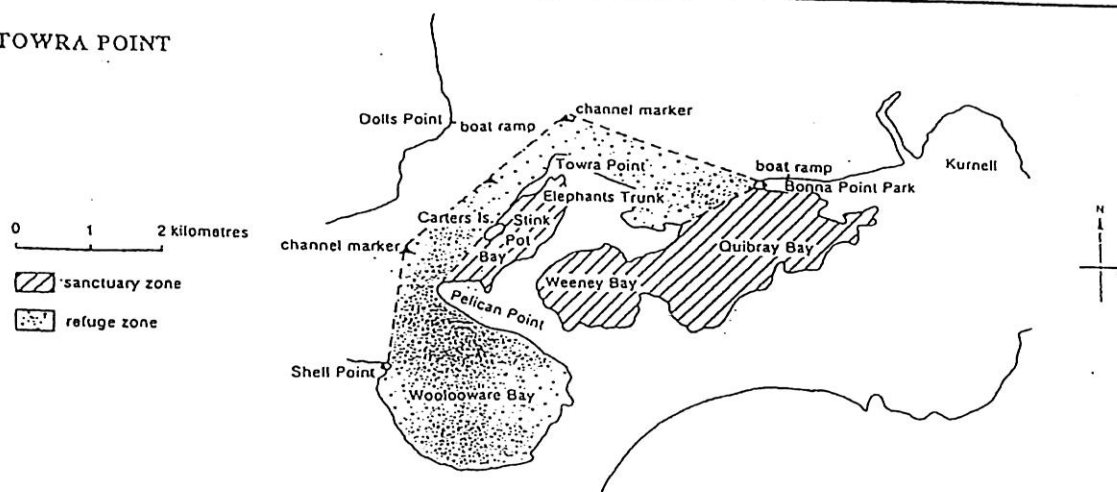 TOWRA POINT
channel marker
Dolls Point
boat ramp
Towra Point
boat ramp
Kurnell
Elephants Trunk
Bonna Point Park
N
Carters Is.
Stink
Pot
Bay
0 1 2 kilometres
channel marker
Quibray Bay
Weeney Bay
sanctuary zone
Pelican Point
refuge zone
Shell Point
Woolooware Bay